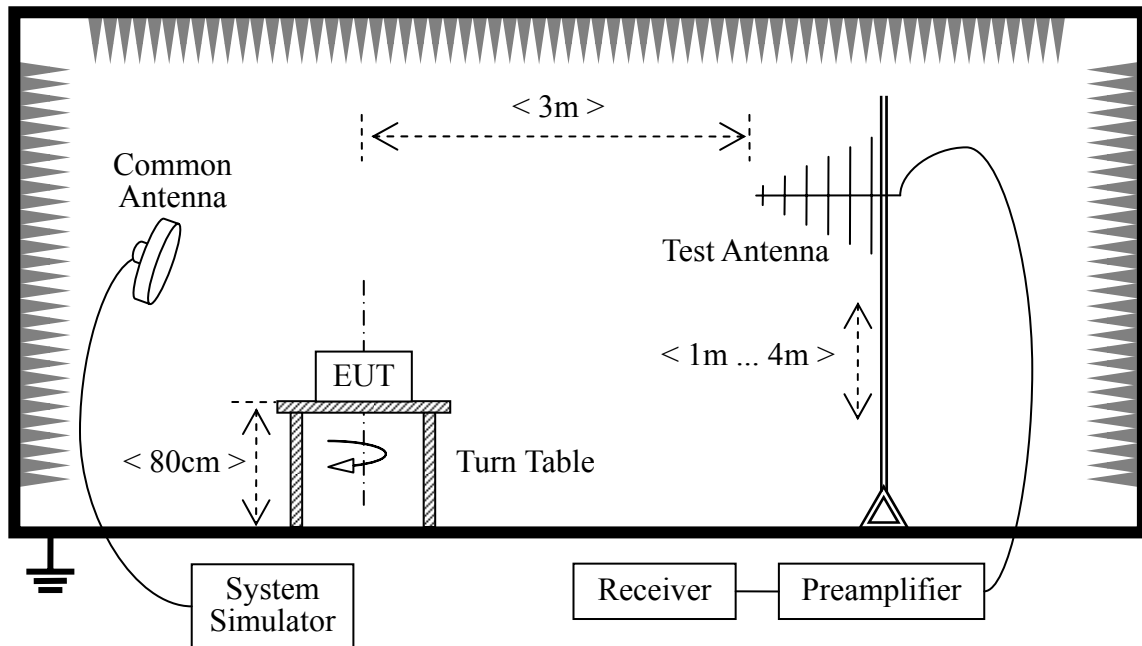 < 3m >
Common
Antenna
Test Antenna
< 1m ... 4m >
EUT
< 80cm >
Turn Table
System
Simulator
Receiver
Preamplifier